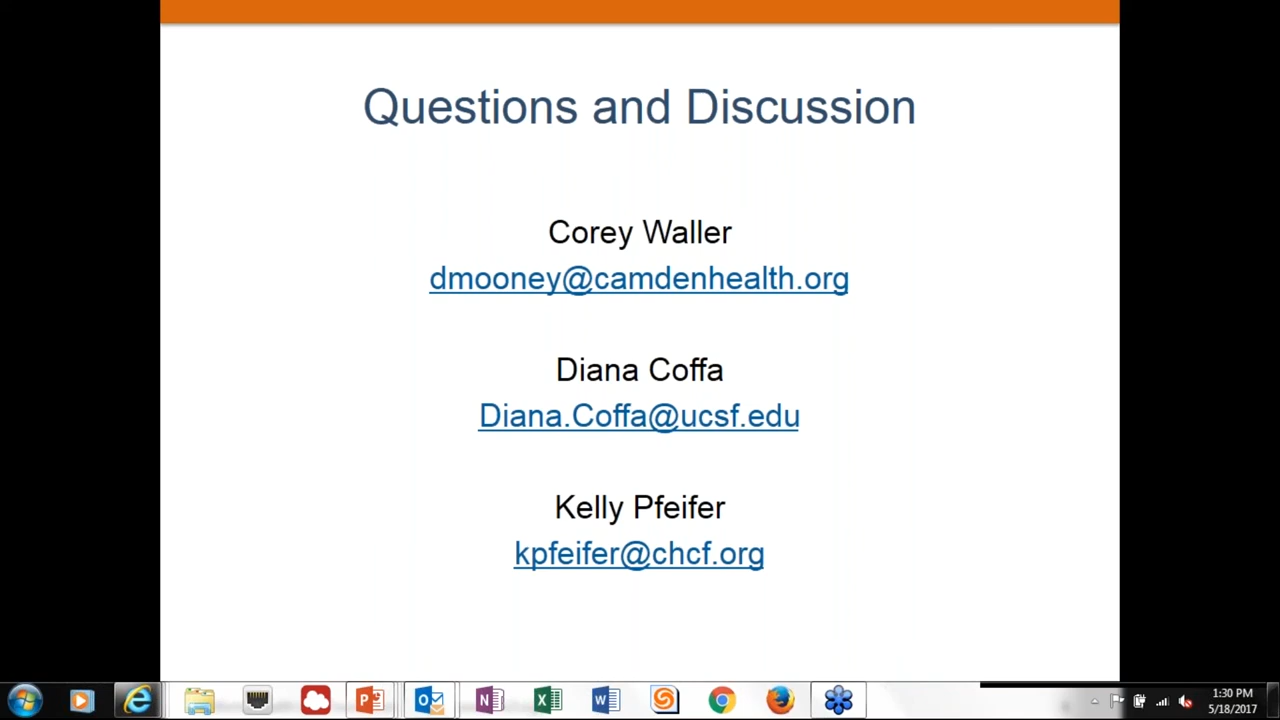 Questions and Discussion
Corey Waller
dmooney@camdenhealth.org
Diana Coffa
Diana.Coffa@ucsf.edu
Kelly Pfeifer
kpfeifer@chcf.org
1:30 PM
5/18/2017